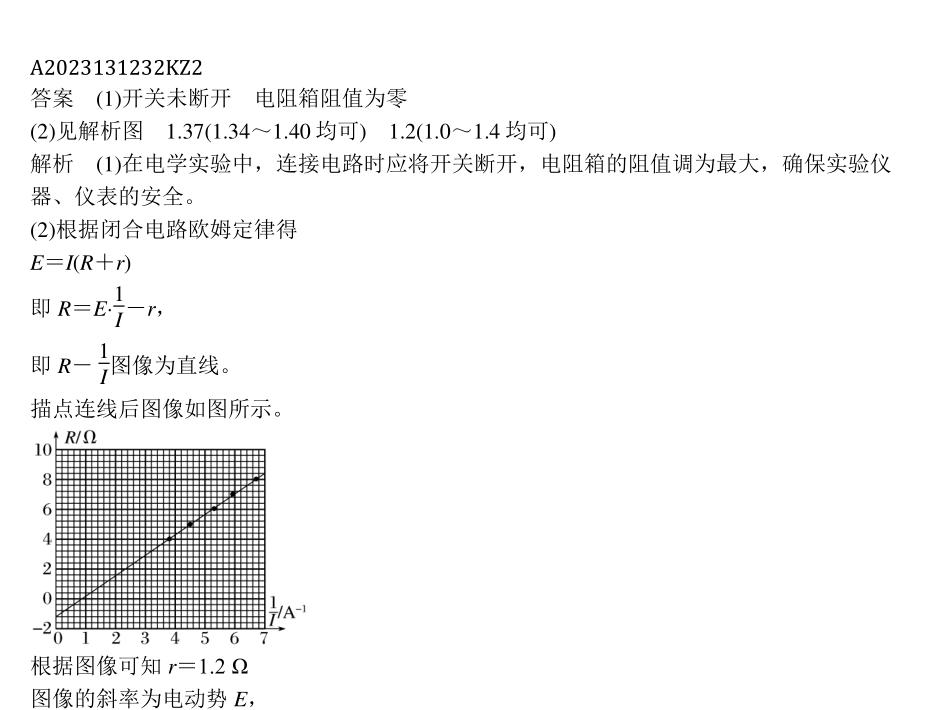 A2023131232KZ2
答案　(1)开关未断开　电阻箱阻值为零
(2)见解析图　1.37(1.34～1.40 均可)　1.2(1.0～1.4 均可)
解析　(1)在电学实验中，连接电路时应将开关断开，电阻箱的阻值调为最大，确保实验仪
器、仪表的安全。
(2)根据闭合电路欧姆定律得
E＝I(R＋r)
即 R＝E·1/I－r，
即 R－ 1/I图像为直线。
描点连线后图像如图所示。
R/Ω
10
8
6
4
2
0
−2
0 1 2 3 4 5 6 7
1/I/A⁻¹
根据图像可知 r＝1.2 Ω
图像的斜率为电动势 E，